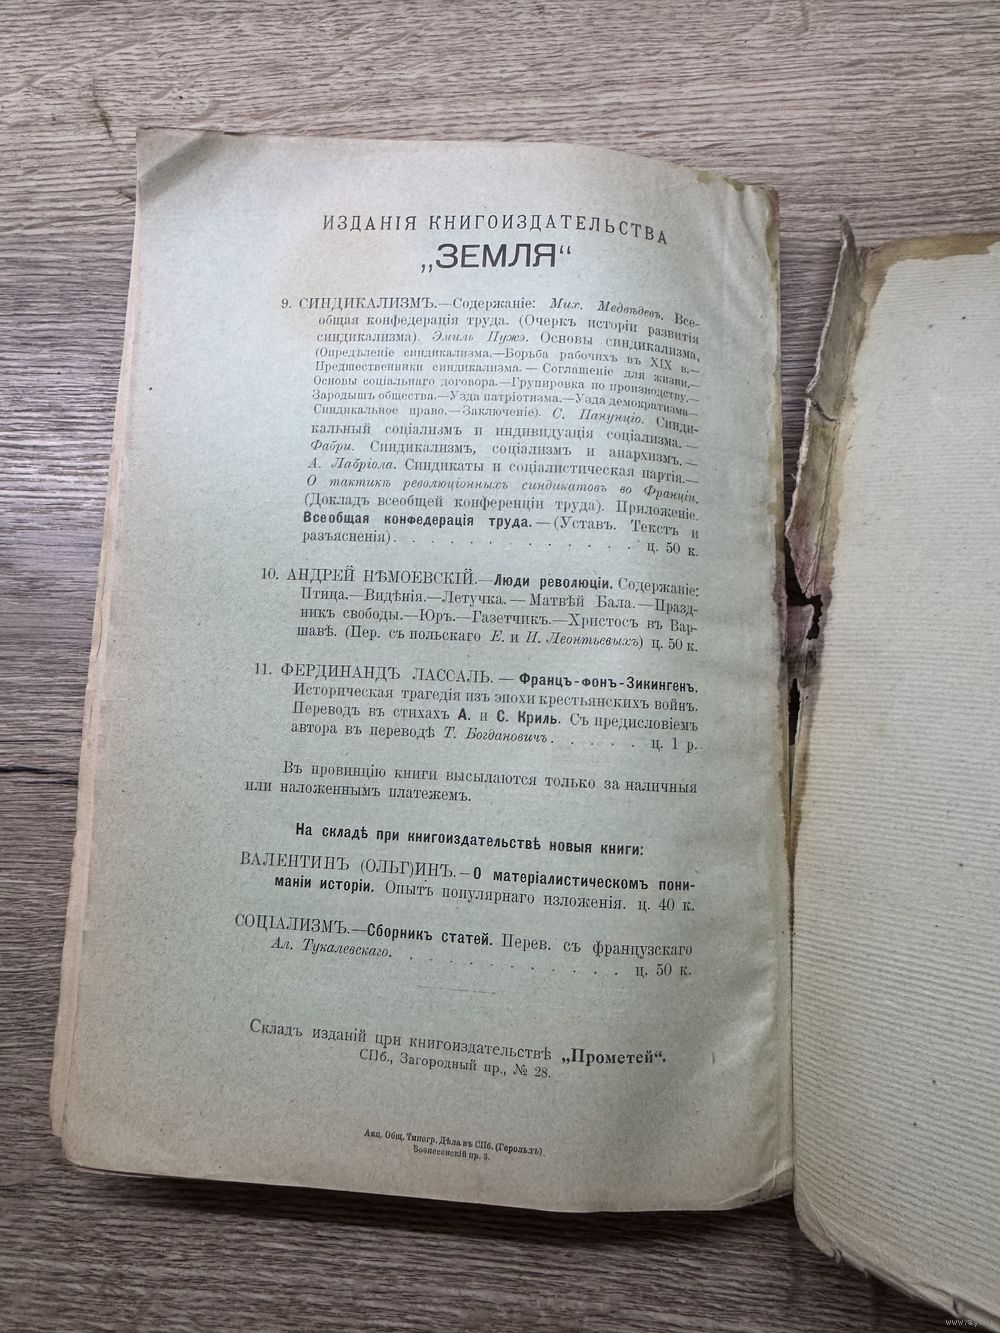 ИЗДАНІЯ КНИГОИЗДАТЕЛЬСТВА
„ЗЕМЛЯ“
9. СИНДИКАЛИЗМЪ.—Содержаніе: Мих. Медвѣдевъ. Все-
общая конфедерація труда. (Очеркъ исторіи развитія
синдикализма). Эмиль Пужэ. Основы синдикализма,
(Опредѣленіе синдикализма.—Борьба рабочихъ въ XIX в.—
Предшественники синдикализма. — Соглашеніе для жизни.—
Основы соціальнаго договора.—Групировка по производству.—
Зародышъ общества.—Узда патріотизма.—Узда демократизма—
Синдикальное право.—Заключеніе). С. Панунціо. Синди-
кальный соціализмъ и индивидуація соціализма. —
Фабри. Синдикализмъ, соціализмъ и анархизмъ. —
А. Лабріола. Синдикаты и соціалистическая партія.—
О тактикѣ революціонныхъ синдикатовъ во Франціи.
(Докладъ всеобщей конференціи труда). Приложеніе.
Всеобщая конфедерація труда. — (Уставъ. Текстъ и
разъясненія). . . . . . . . . . . . . ц. 50 к.
10. АНДРЕЙ НѢМОЕВСКІЙ.—Люди революціи. Содержаніе:
Птица.—Видѣнія.—Летучка. — Матвѣй Бала. —Празд-
никъ свободы.—Юръ.—Газетчикъ.—Христосъ въ Вар-
шавѣ. (Пер. съ польскаго Е. и И. Леонтьевыхъ) ц. 50 к.
11. ФЕРДИНАНДЪ ЛАССАЛЬ. — Францъ-фон-Зикингенъ.
Историческая трагедія изъ эпохи крестьянскихъ войнъ.
Переводъ въ стихахъ А. и С. Криль. Съ предисловіемъ
автора въ переводѣ Т. Богдановичъ . . . . . ц. 1 р.
Въ провинцію книги высылаются только за наличныя
или наложеннымъ платежемъ.
На складѣ при книгоиздательствѣ новыя книги:
ВАЛЕНТИНЪ (ОЛЬГ)ИНЪ.—О матеріалистическомъ пони-
маніи исторіи. Опытъ популярнаго изложенія. ц. 40 к.
СОЦІАЛИЗМЪ.—Сборникъ статей. Перев. съ французскаго
Ал. Тукалевскаго. . . . . . . . . . . . ц. 50 к.
Складъ изданій при книгоиздательствѣ „Прометей“.
СПб., Загородный пр., № 28.
Акц. Общ. Типогр. Дѣла въ СПб. (Герольдъ).
Вознесенскій пр. 3.